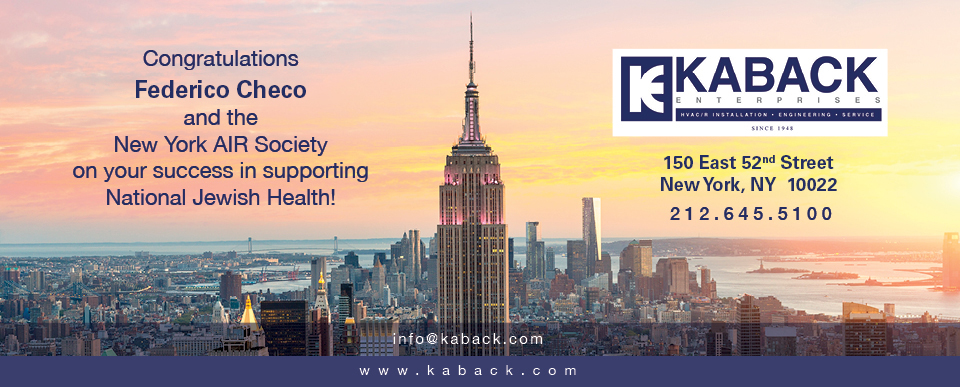 Congratulations
Federico Checo
and the
New York AIR Society
on your success in supporting
National Jewish Health!
KE
KABACK
ENTERPRISES
HVAC/R INSTALLATION • ENGINEERING • SERVICE
SINCE 1948
150 East 52nd Street
New York, NY 10022
212.645.5100
info@kaback.com
www.kaback.com